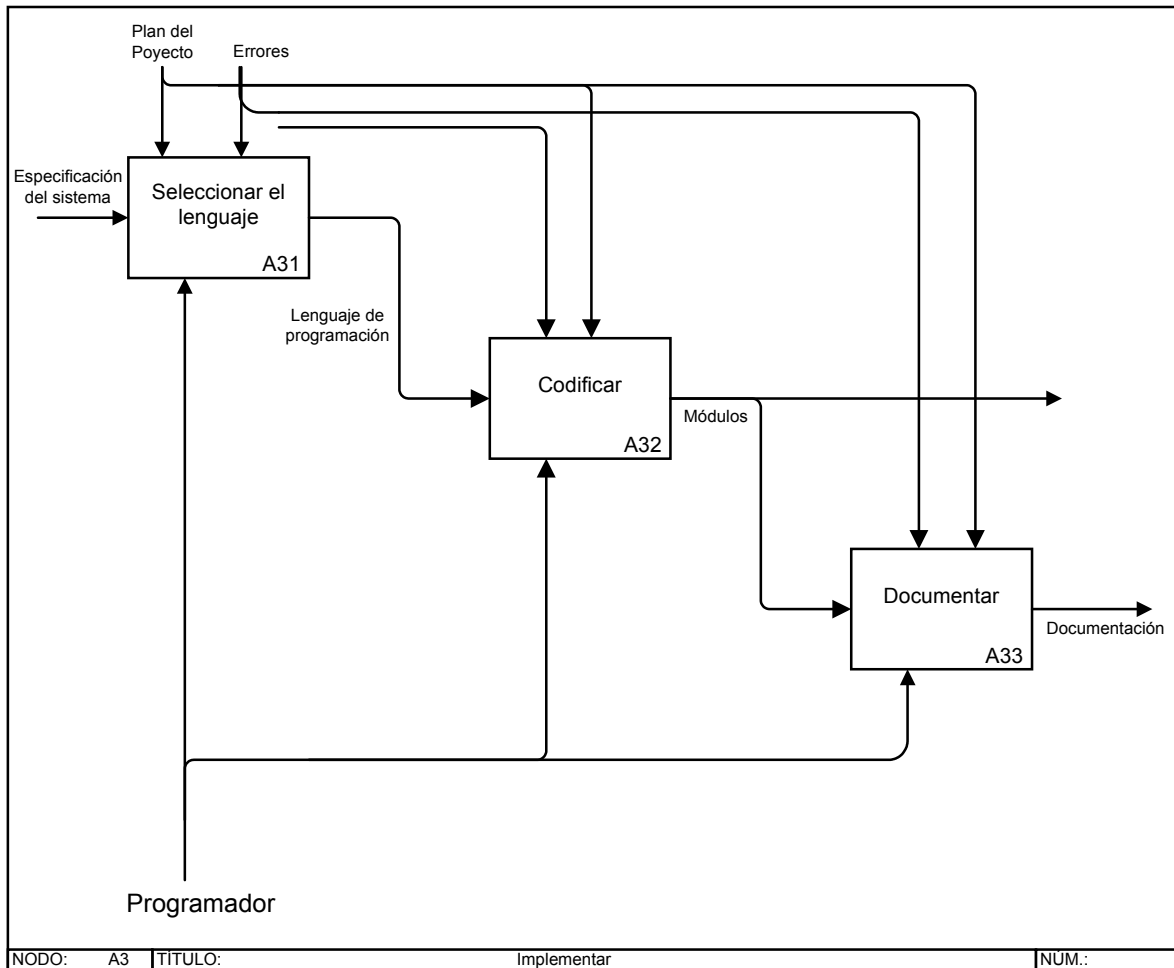 Plan del
Poyecto
Errores
Especificación
del sistema
Seleccionar el
lenguaje
A31
Lenguaje de
programación
Codificar
A32
Módulos
Documentar
A33
Documentación
Programador
NODO: A3 TÍTULO: Implementar NÚM.: